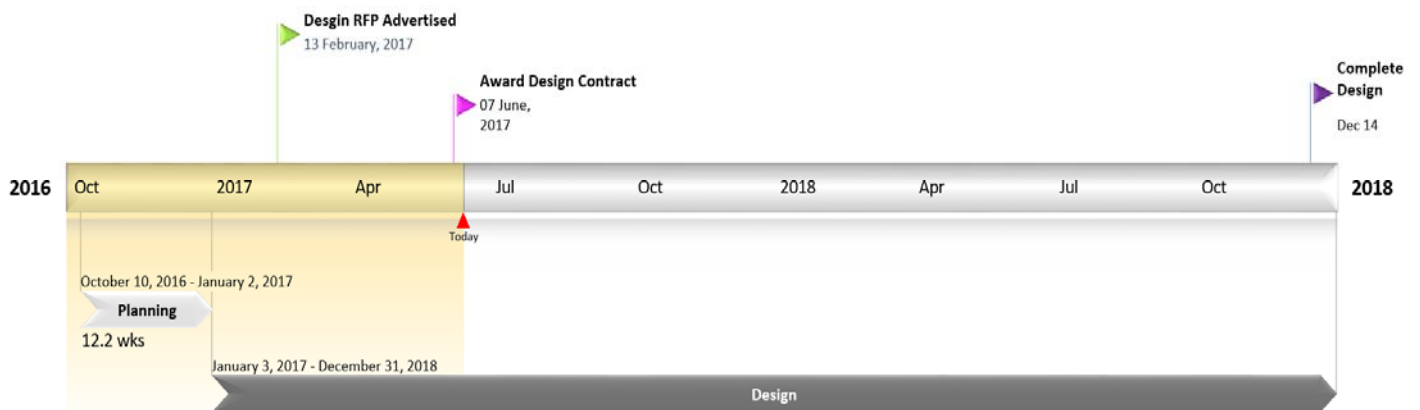 Desgin RFP Advertised
13 February, 2017
Award Design Contract
07 June,
2017
Complete
Design
Dec 14
2016 Oct 2017 Apr Jul Oct 2018 Apr Jul Oct 2018
Today
October 10, 2016 - January 2, 2017
Planning
12.2 wks
January 3, 2017 - December 31, 2018
Design